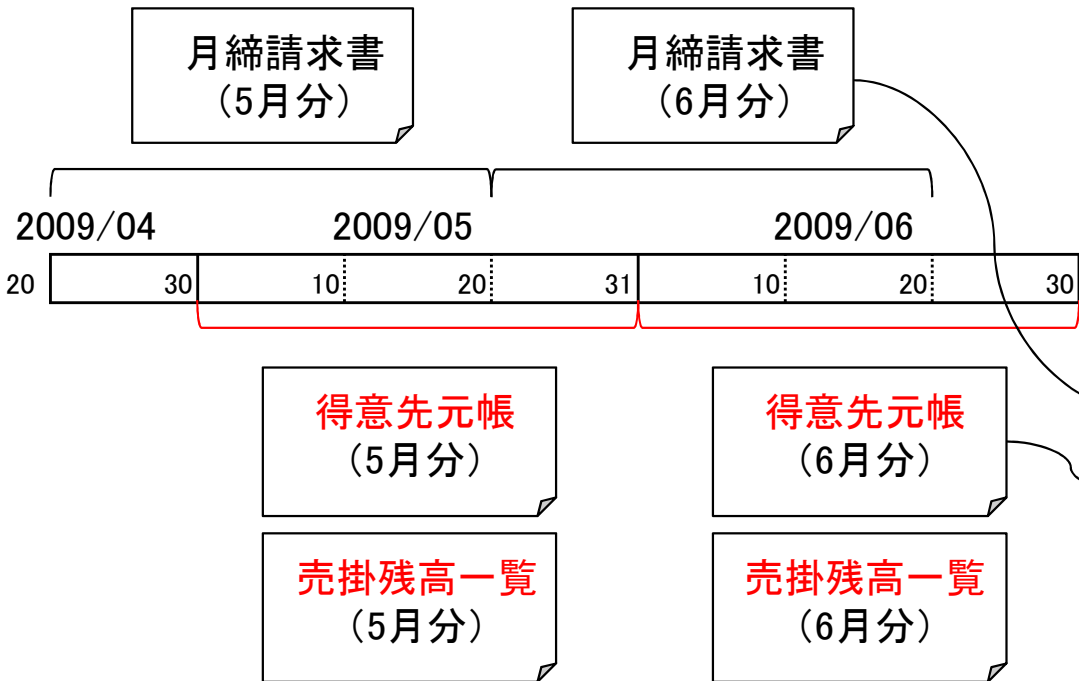 月締請求書
(5月分)
月締請求書
(6月分)
2009/04
2009/05
2009/06
20
30
10
20
31
10
20
30
得意先元帳
(5月分)
得意先元帳
(6月分)
売掛残高一覧
(5月分)
売掛残高一覧
(6月分)